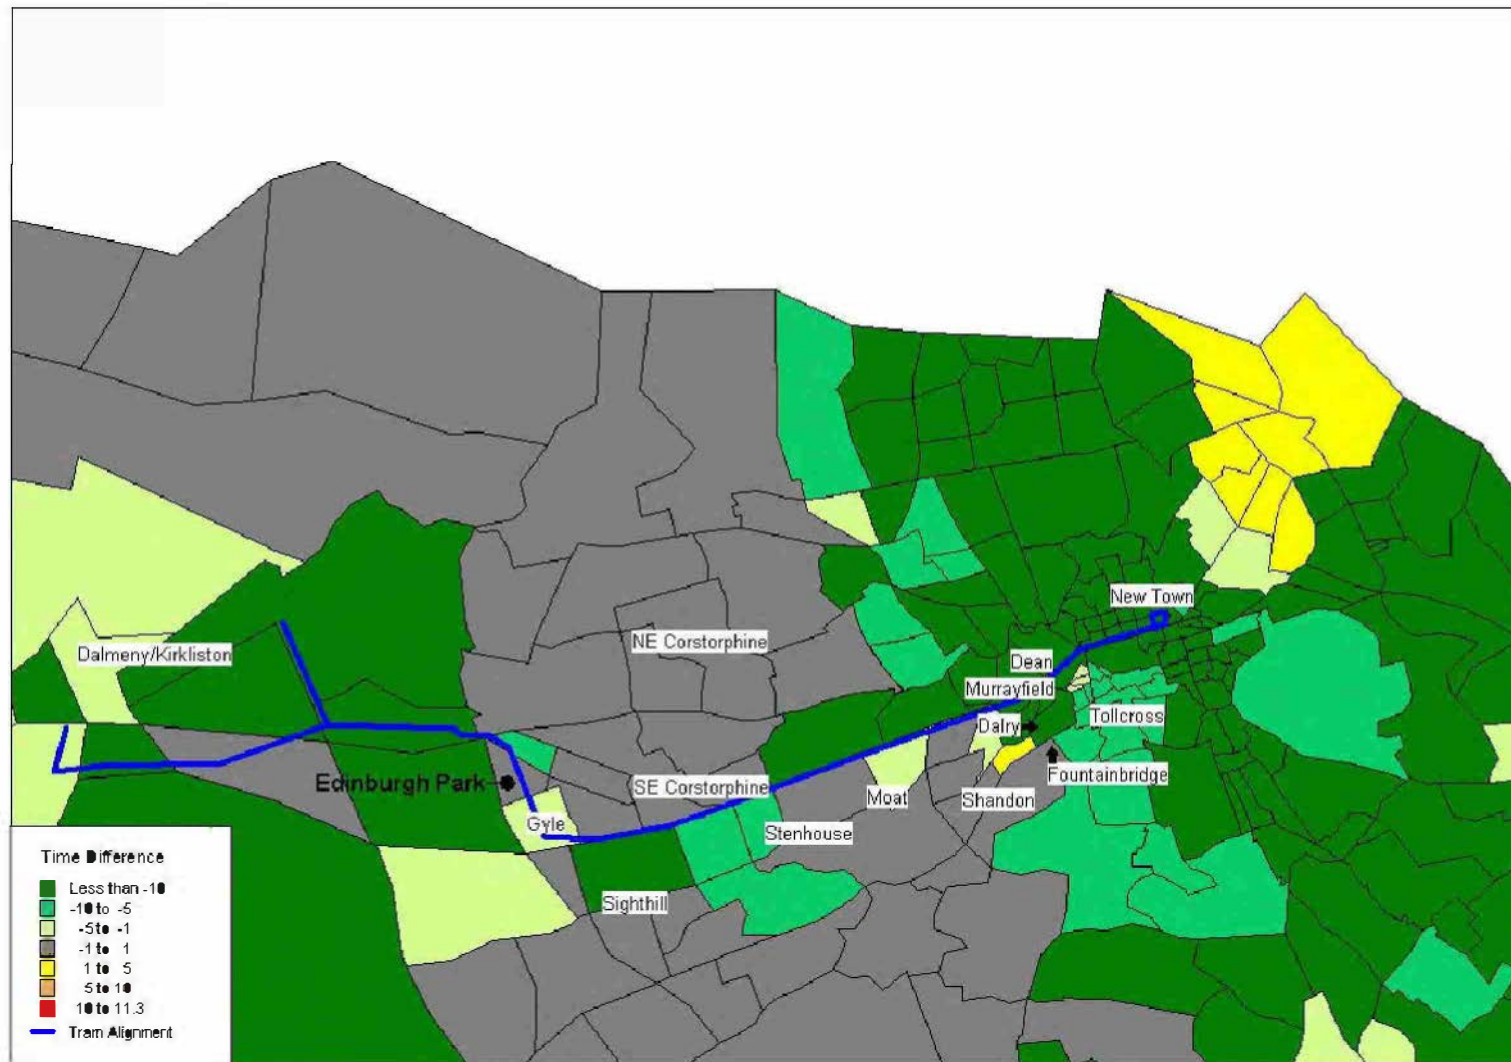 New Town
NE Corstorphine
Dalmeny/Kirkliston
Dean
Murrayfield
Tollcross
Dalry
Fountainbridge
Edinburgh Park
SE Corstorphine
Moat
Shandon
Gyle
Stenhouse
Sighthill
Time Difference
Less than -10
-10 to -5
-5 to -1
-1 to 1
1 to 5
5 to 10
10 to 11.3
Tram Alignment